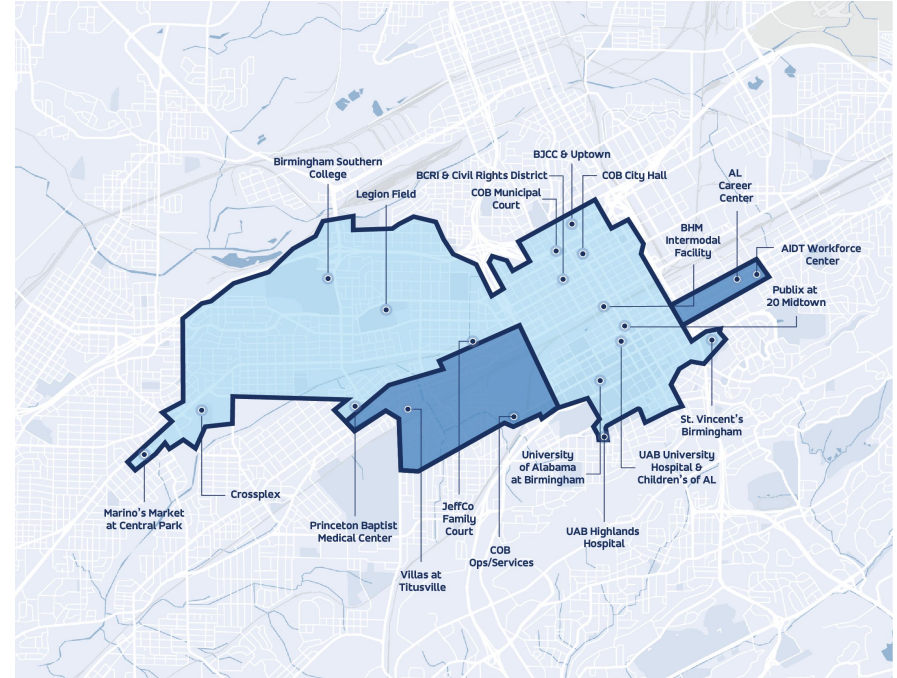 BJCC & Uptown
Birmingham Southern
College
BCRI & Civil Rights District
COB City Hall
AL
Career
Center
Legion Field
COB Municipal
Court
BHM
Intermodal
Facility
AIDT Workforce
Center
Publix at
20 Midtown
St. Vincent's
Birmingham
University
of Alabama
at Birmingham
UAB University
Hospital &
Children's of AL
Crossplex
Marino's Market
at Central Park
JeffCo
Family
Court
Princeton Baptist
Medical Center
UAB Highlands
Hospital
COB
Ops/Services
Villas at
Titusville